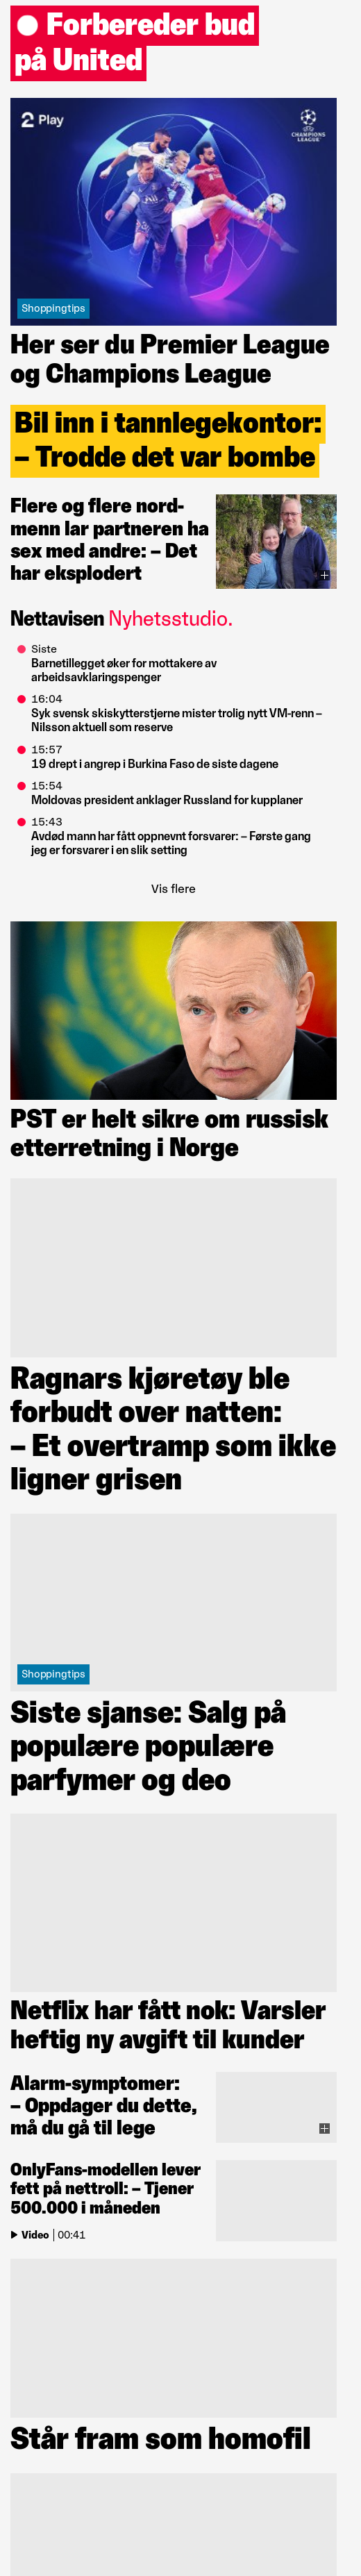 Forbereder bud
på United
2 Play
CHAMPIONS
LEAGUE
Shoppingtips
Her ser du Premier League
og Champions League
Bil inn i tannlegekontor:
– Trodde det var bombe
Flere og flere nord-
menn lar partneren ha
sex med andre: – Det
har eksplodert
Nettavisen Nyhetsstudio.
Siste
Barnetillegget øker for mottakere av
arbeidsavklaringspenger
16:04
Syk svensk skiskytterstjerne mister trolig nytt VM-renn –
Nilsson aktuell som reserve
15:57
19 drept i angrep i Burkina Faso de siste dagene
15:54
Moldovas president anklager Russland for kupplaner
15:43
Avdød mann har fått oppnevnt forsvarer: – Første gang
jeg er forsvarer i en slik setting
Vis flere
PST er helt sikre om russisk
etterretning i Norge
Ragnars kjøretøy ble
forbudt over natten:
– Et overtramp som ikke
ligner grisen
Shoppingtips
Siste sjanse: Salg på
populære populære
parfymer og deo
Netflix har fått nok: Varsler
heftig ny avgift til kunder
Alarm-symptomer:
– Oppdager du dette,
må du gå til lege
OnlyFans-modellen lever
fett på nettroll: – Tjener
500.000 i måneden
Video | 00:41
Står fram som homofil